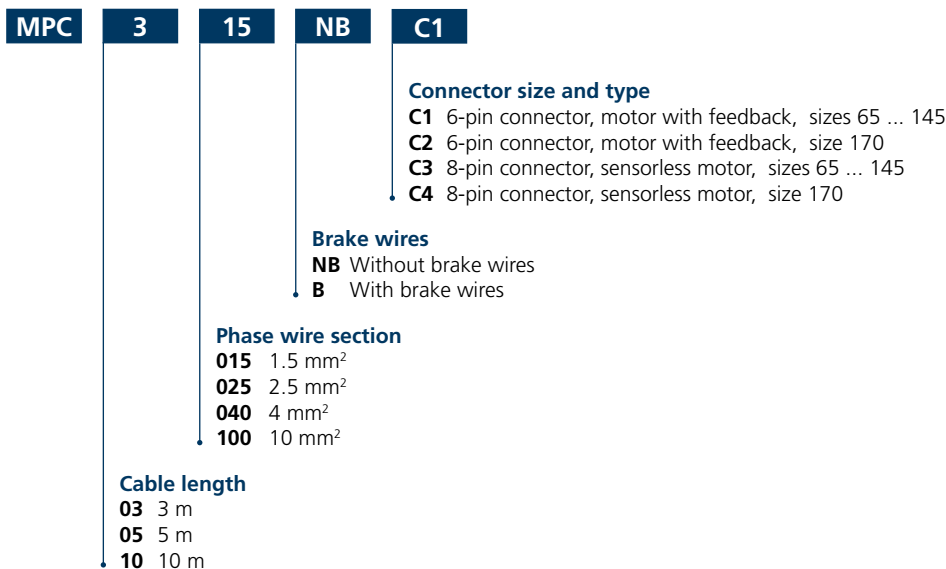 MPC 3 15 NB C1
Connector size and type
C1 6-pin connector, motor with feedback, sizes 65 ... 145
C2 6-pin connector, motor with feedback, size 170
C3 8-pin connector, sensorless motor, sizes 65 ... 145
C4 8-pin connector, sensorless motor, size 170
Brake wires
NB Without brake wires
B With brake wires
Phase wire section
015 1.5 mm²
025 2.5 mm²
040 4 mm²
100 10 mm²
Cable length
03 3 m
05 5 m
10 10 m